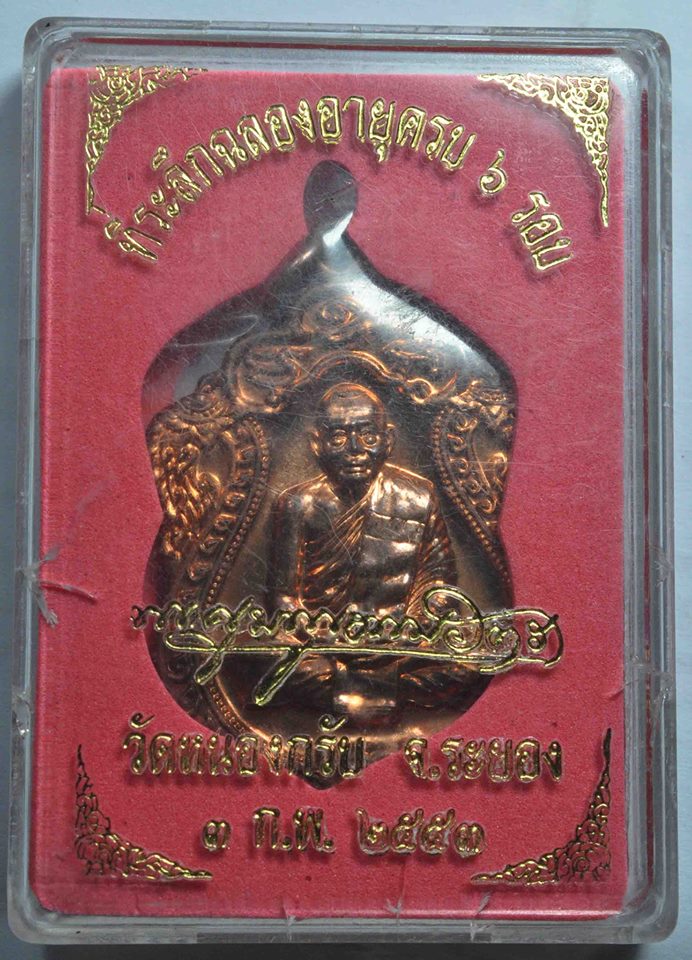 ที่ระลึกฉลองอายุครบ ๖ รอบ
วัดหนองกรับ จ.ระยอง
๓ ก.พ. ๒๕๕๓